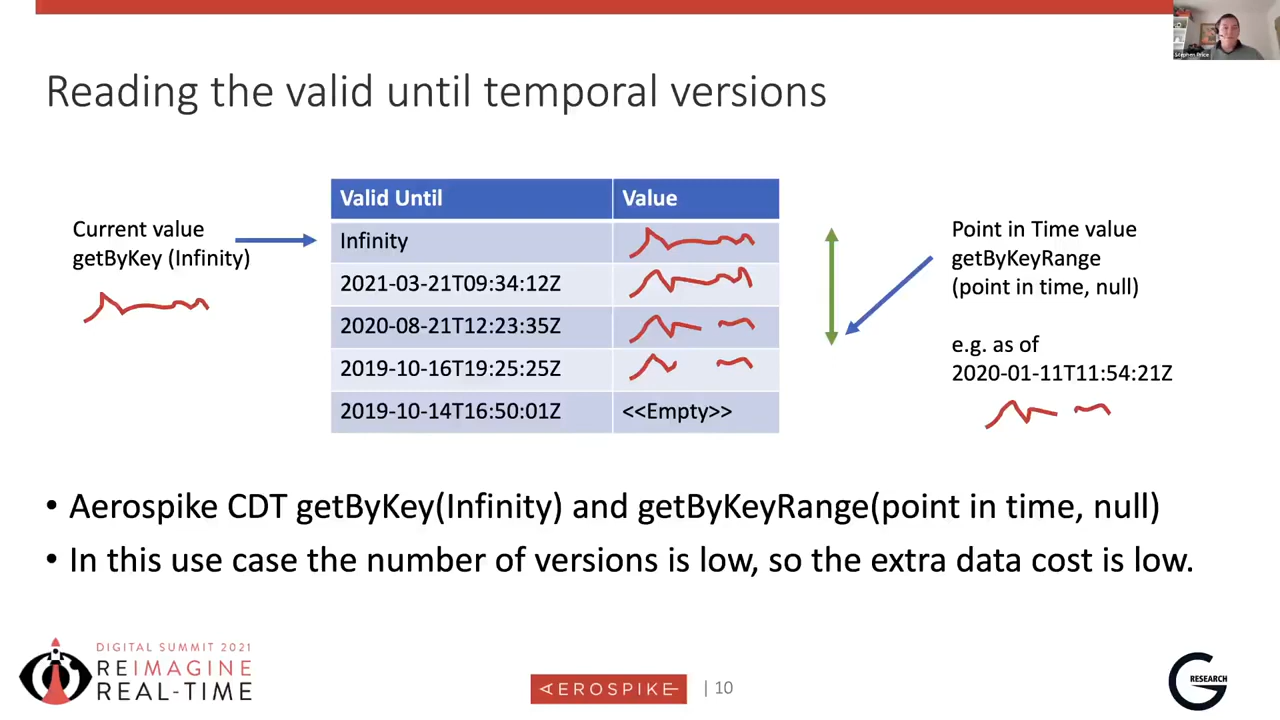 Stephen Price
Reading the valid until temporal versions
Current value
getByKey (Infinity)
Valid Until Value
Infinity
2021-03-21T09:34:12Z
2020-08-21T12:23:35Z
2019-10-16T19:25:25Z
2019-10-14T16:50:01Z <<Empty>>
Point in Time value
getByKeyRange
(point in time, null)
e.g. as of
2020-01-11T11:54:21Z
• Aerospike CDT getByKey(Infinity) and getByKeyRange(point in time, null)
• In this use case the number of versions is low, so the extra data cost is low.
DIGITAL SUMMIT 2021
REIMAGINE
REAL-TIME
AEROSPIKE
| 10
G RESEARCH